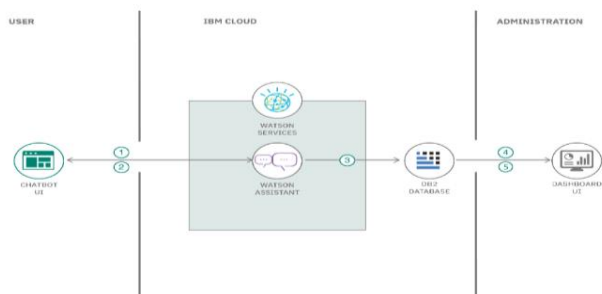 USER
IBM CLOUD
ADMINISTRATION
WATSON
SERVICES
1
2
3
4
5
CHATBOT
UI
WATSON
ASSISTANT
DB2
DATABASE
DASHBOARD
UI